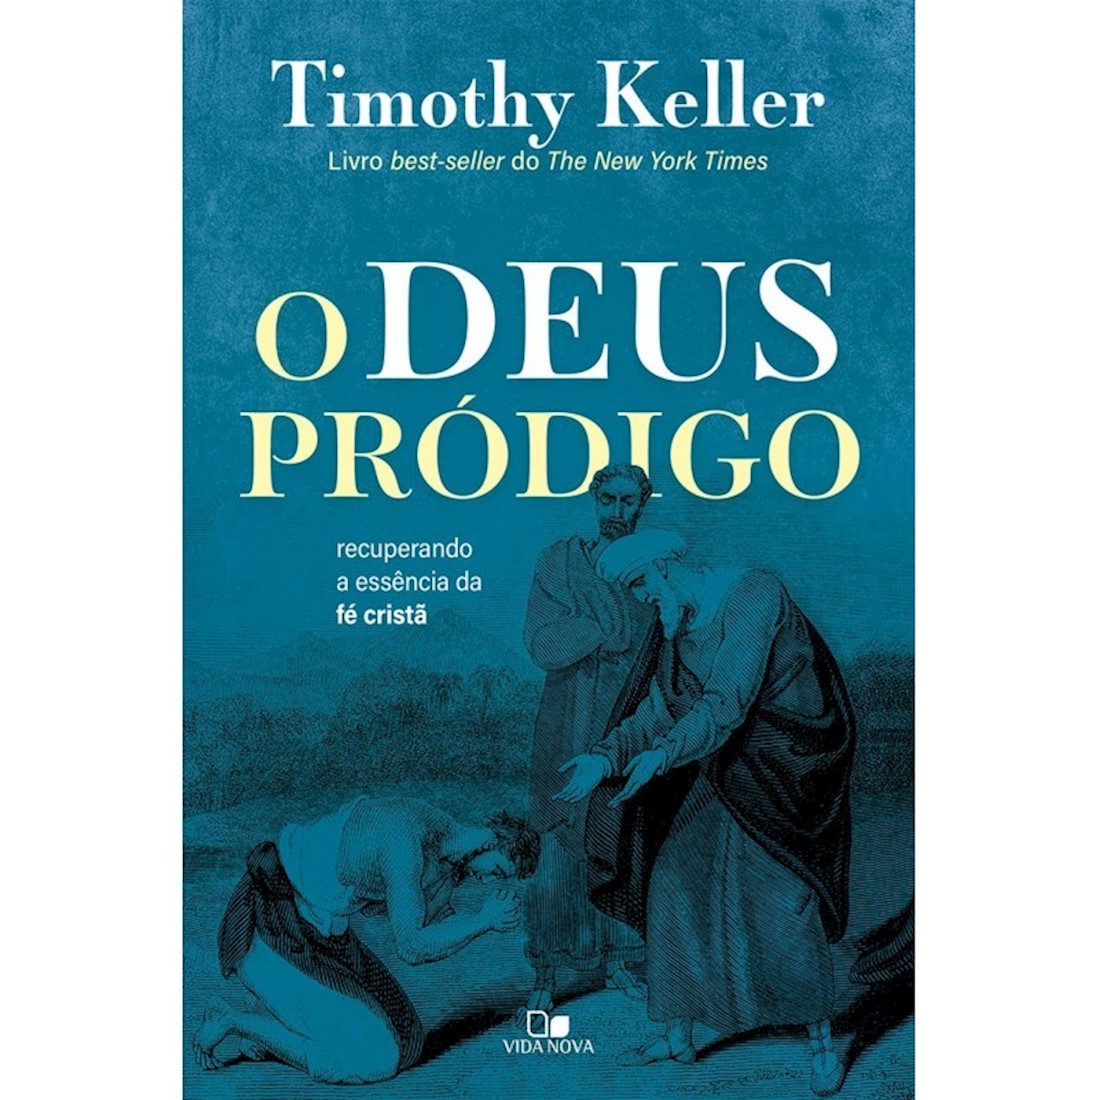 Timothy Keller
Livro best-seller do The New York Times
O DEUS
PRÓDIGO
recuperando
a essência da
fé cristã
VIDA NOVA